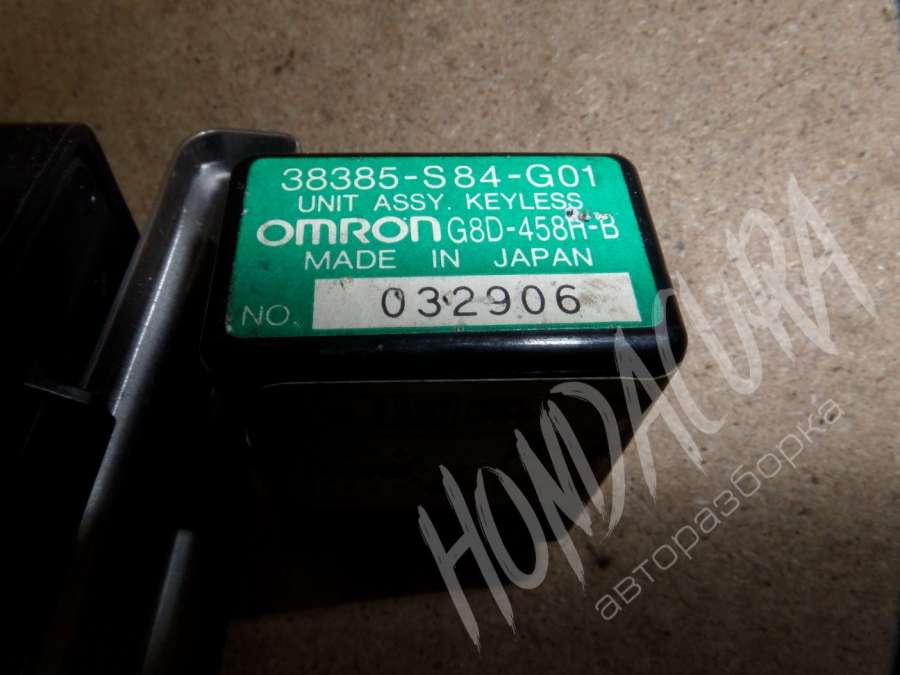 38385-S84-G01
UNIT ASSY. KEYLESS
OMRON G8D-458H-B
MADE IN JAPAN
NO. 032906
HONDACURA
авторазборка